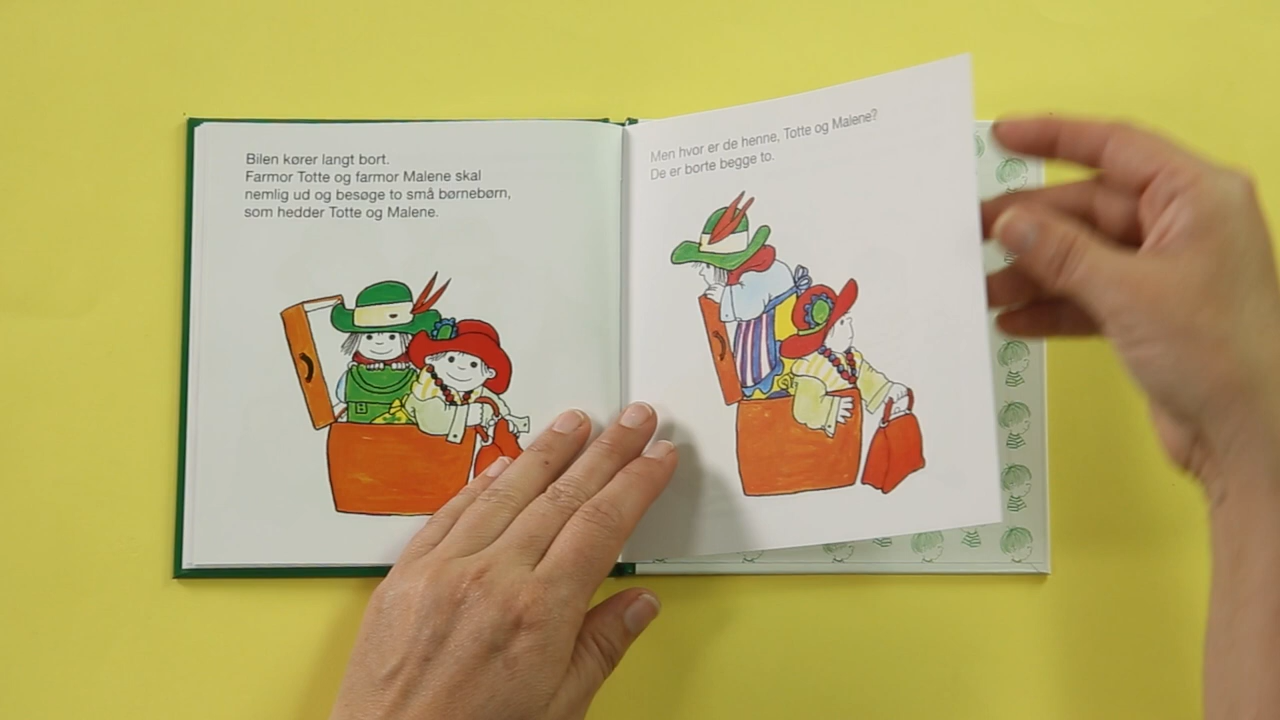 Bilen kører langt bort.
Farmor Totte og farmor Malene skal
nemlig ud og besøge to små børnebørn,
som hedder Totte og Malene.
Men hvor er de henne, Totte og Malene?
De er borte begge to.